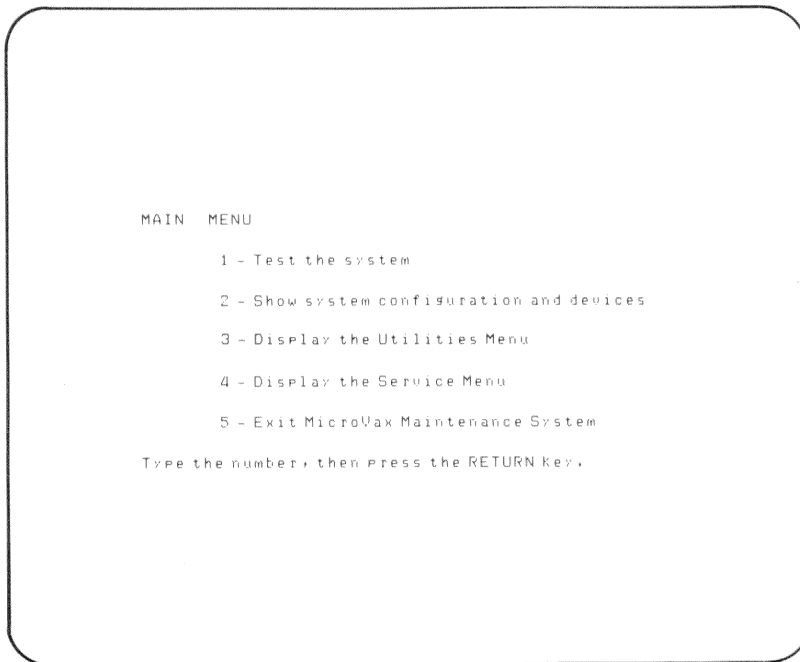 MAIN MENU
1 - Test the system
2 - Show system configuration and devices
3 - Display the Utilities Menu
4 - Display the Service Menu
5 - Exit MicroVax Maintenance System
Type the number, then press the RETURN Key.